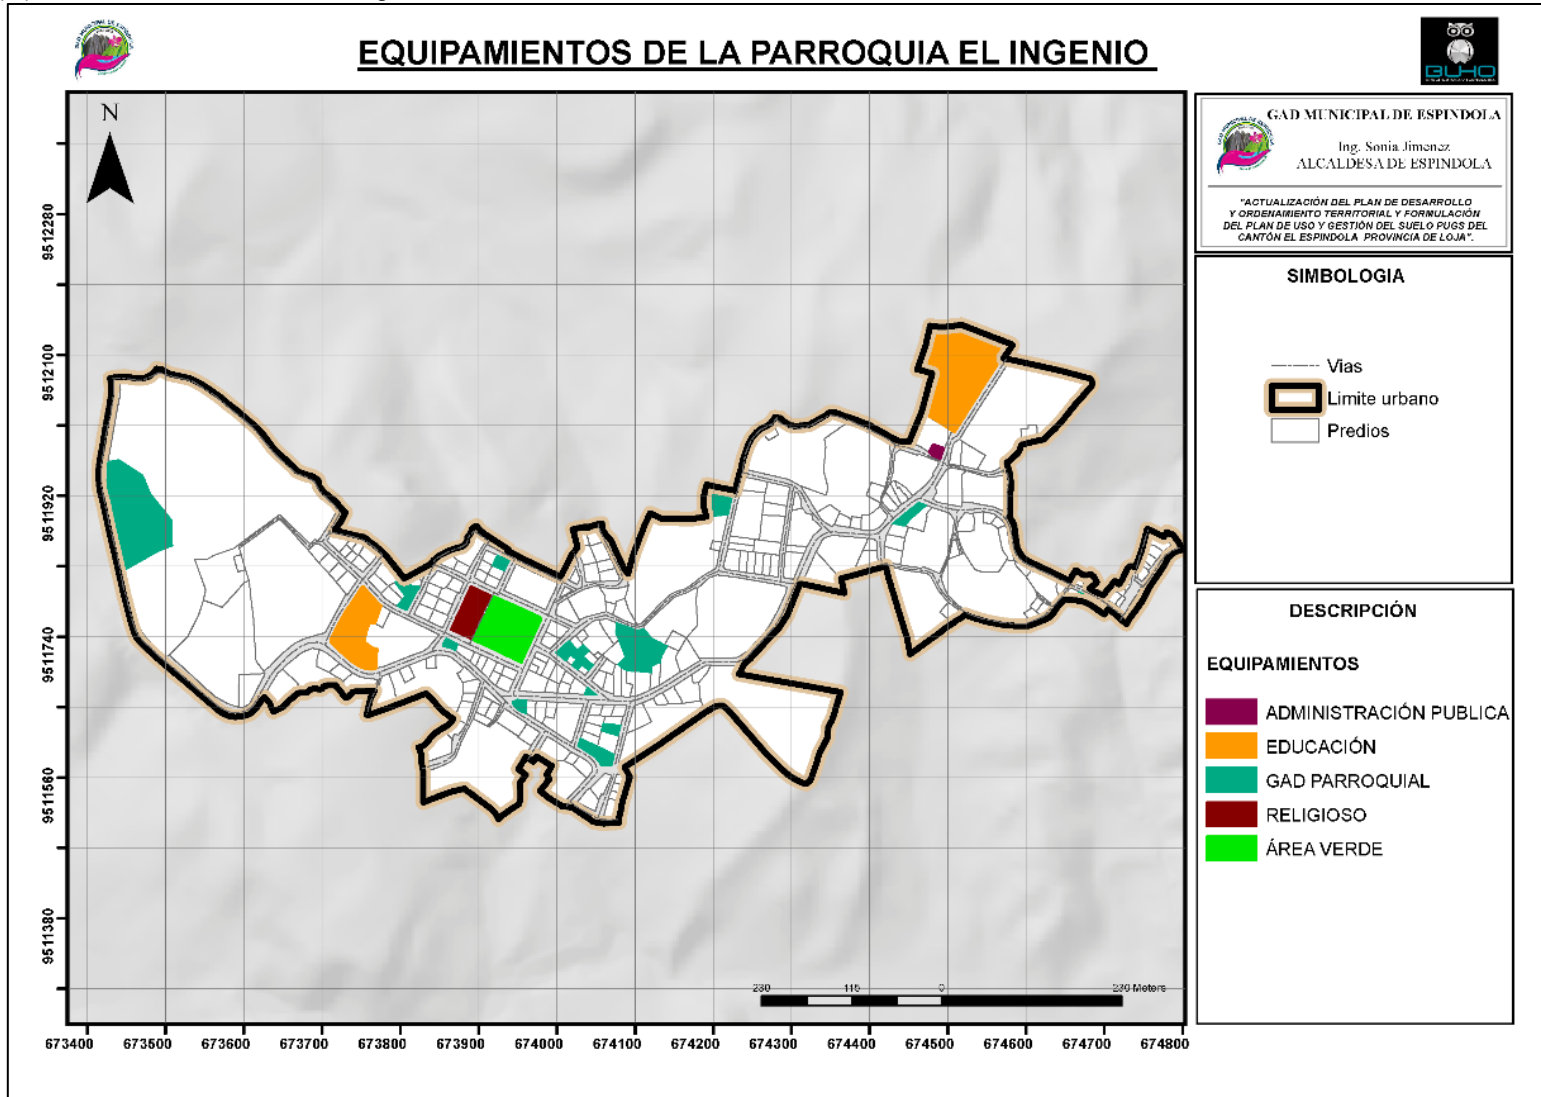 EQUIPAMIENTOS DE LA PARROQUIA EL INGENIO
GAD MUNICIPAL DE ESPINDOLA
BUHO
N
GAD MUNICIPAL DE ESPINDOLA
Ing. Sonia Jimenez
ALCALDESA DE ESPINDOLA
"ACTUALIZACIÓN DEL PLAN DE DESARROLLO
Y ORDENAMIENTO TERRITORIAL Y FORMULACIÓN
DEL PLAN DE USO Y GESTIÓN DEL SUELO PUGS DEL
CANTÓN EL ESPINDOLA PROVINCIA DE LOJA".
SIMBOLOGIA
Vias
Limite urbano
Predios
DESCRIPCIÓN
EQUIPAMIENTOS
ADMINISTRACIÓN PUBLICA
EDUCACIÓN
GAD PARROQUIAL
RELIGIOSO
ÁREA VERDE
9512280
9512100
9511920
9511740
9511560
9511380
230 115 0 230 Meters
673400 673500 673600 673700 673800 673900 674000 674100 674200 674300 674400 674500 674600 674700 674800